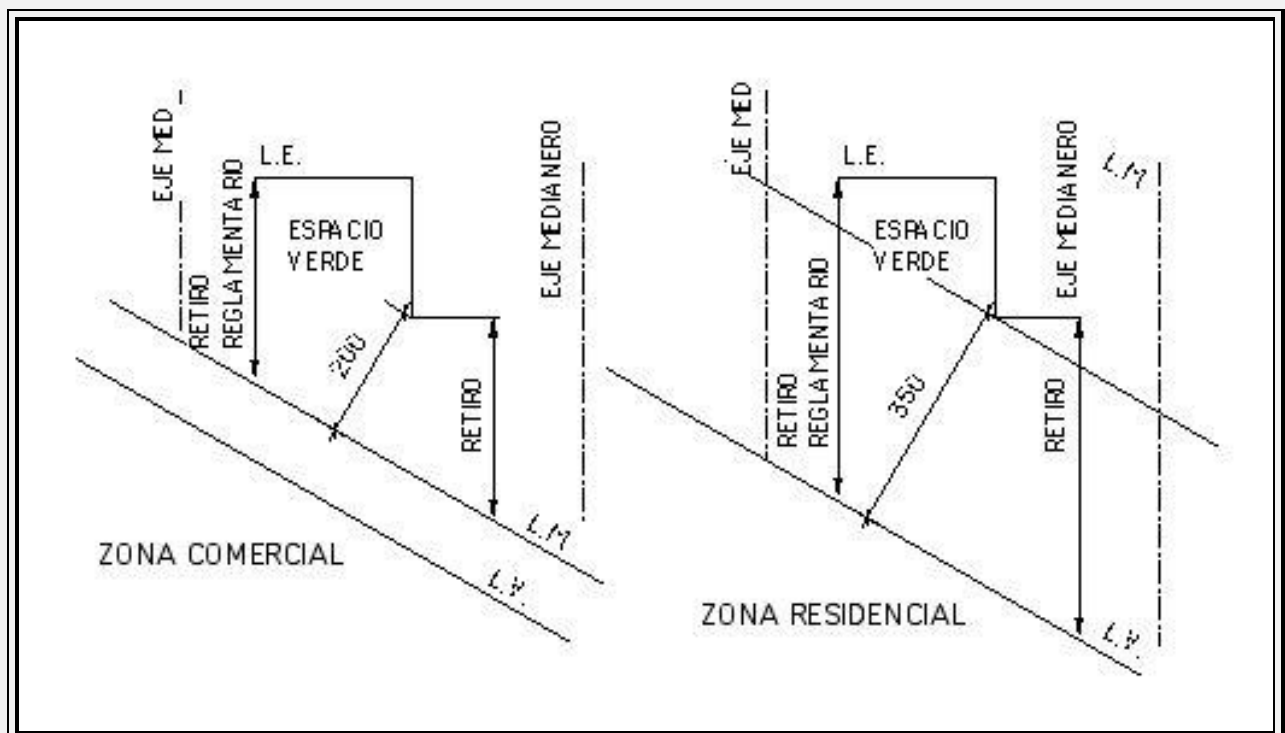 EJE MED
RETIRO
REGLAMENTARIO
L.E.
ESPACIO
VERDE
200
RETIRO
EJE MEDIANERO
L.M
L.V.
ZONA COMERCIAL
EJE MED
RETIRO
REGLAMENTARIO
L.E.
ESPACIO
VERDE
350
RETIRO
EJE MEDIANERO
L.M
L.V.
ZONA RESIDENCIAL